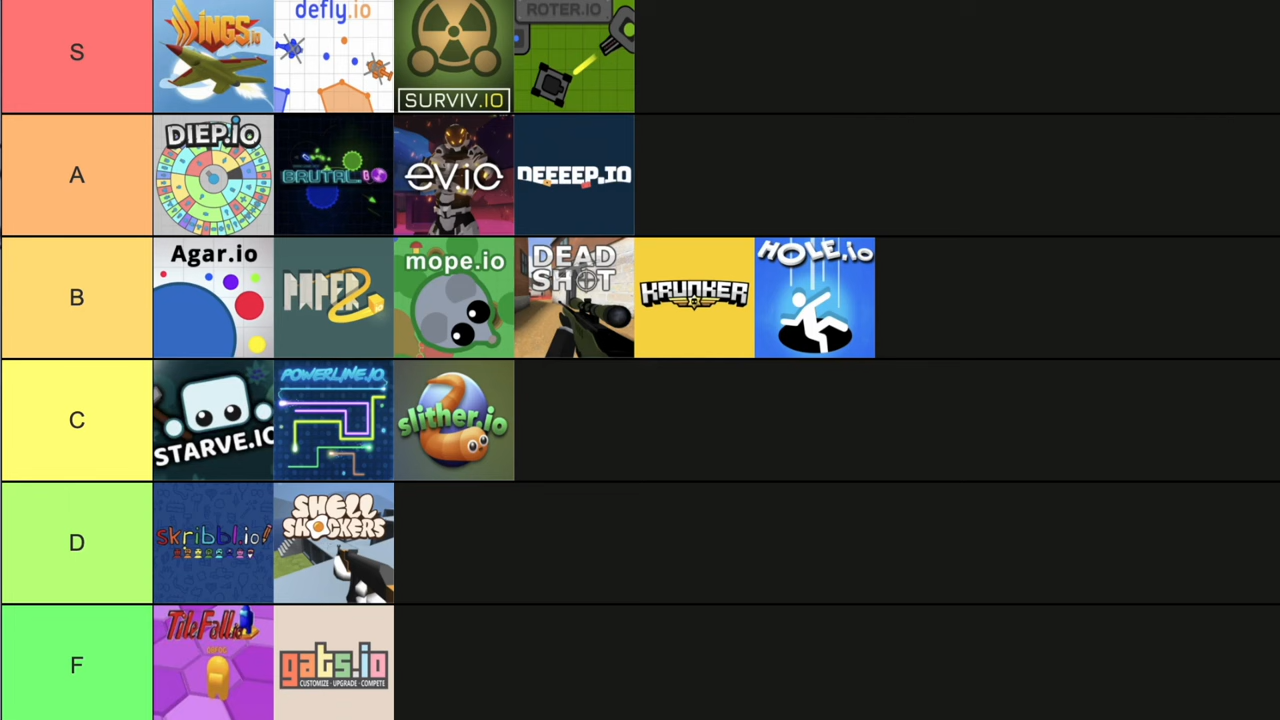 S
WINGS.io
defly.io
SURVIV.IO
ROTER.IO
A
DIEP.io
BRUTAL.IO
ev.io
DEEEEP.IO
B
Agar.io
PAPER 2
mope.io
DEAD
SHOT
KRUNKER
HOLE.io
C
STARVE.IO
POWERLINE.IO
slither.io
D
skribbl.io!
SHELL
SHOCKERS
F
TileFall.io
gats.io
CUSTOMIZE - UPGRADE - COMPETE